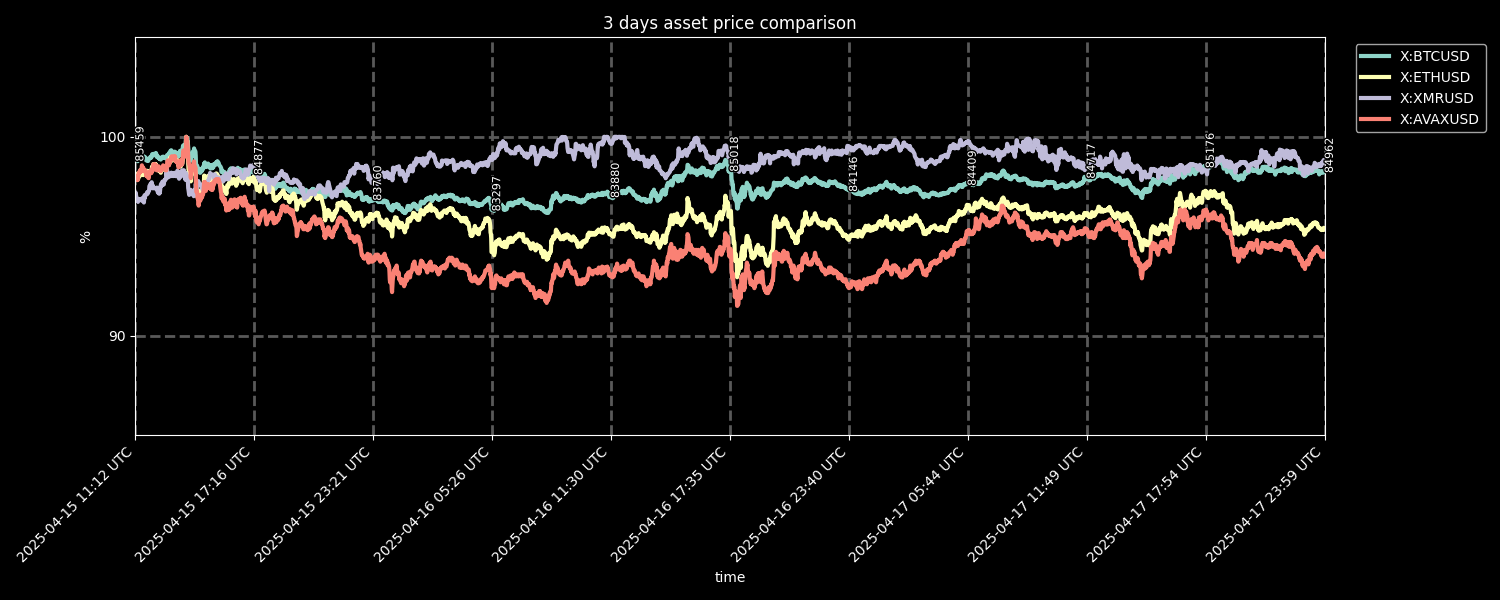 3 days asset price comparison
X:BTCUSD
X:ETHUSD
X:XMRUSD
X:AVAXUSD
100
90
%
85459
84877
83760
83297
83880
85018
84146
84409
84717
85176
84962
2025-04-15 11:12 UTC
2025-04-15 17:16 UTC
2025-04-15 23:21 UTC
2025-04-16 05:26 UTC
2025-04-16 11:30 UTC
2025-04-16 17:35 UTC
2025-04-16 23:40 UTC
2025-04-17 05:44 UTC
2025-04-17 11:49 UTC
2025-04-17 17:54 UTC
2025-04-17 23:59 UTC
time